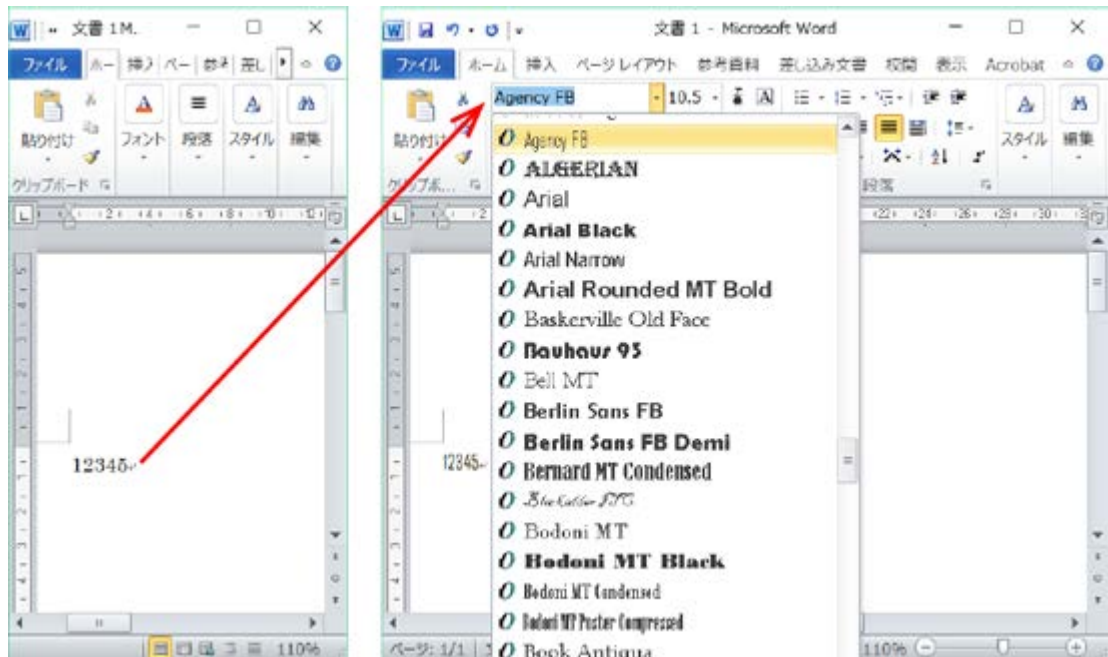 文書 1M.
ファイル ホー 挿入 ペー 参考 差し
貼り付け フォント 段落 スタイル 編集
クリップボード
12345
110%
文書 1 - Microsoft Word
ファイル ホーム 挿入 ページ レイアウト 参考資料 差し込み文書 校閲 表示 Acrobat
Agency FB 10.5
貼り付け スタイル 編集
クリップボ... 段落
Agency FB
ALGERIAN
Arial
Arial Black
Arial Narrow
Arial Rounded MT Bold
Baskerville Old Face
Bauhaus 93
Bell MT
Berlin Sans FB
Berlin Sans FB Demi
Bernard MT Condensed
Bodoni MT
Bodoni MT Black
Bodoni MT Condensed
Bodoni MT Poster Compressed
Book Antiqua
12345
ページ: 1/1
110%